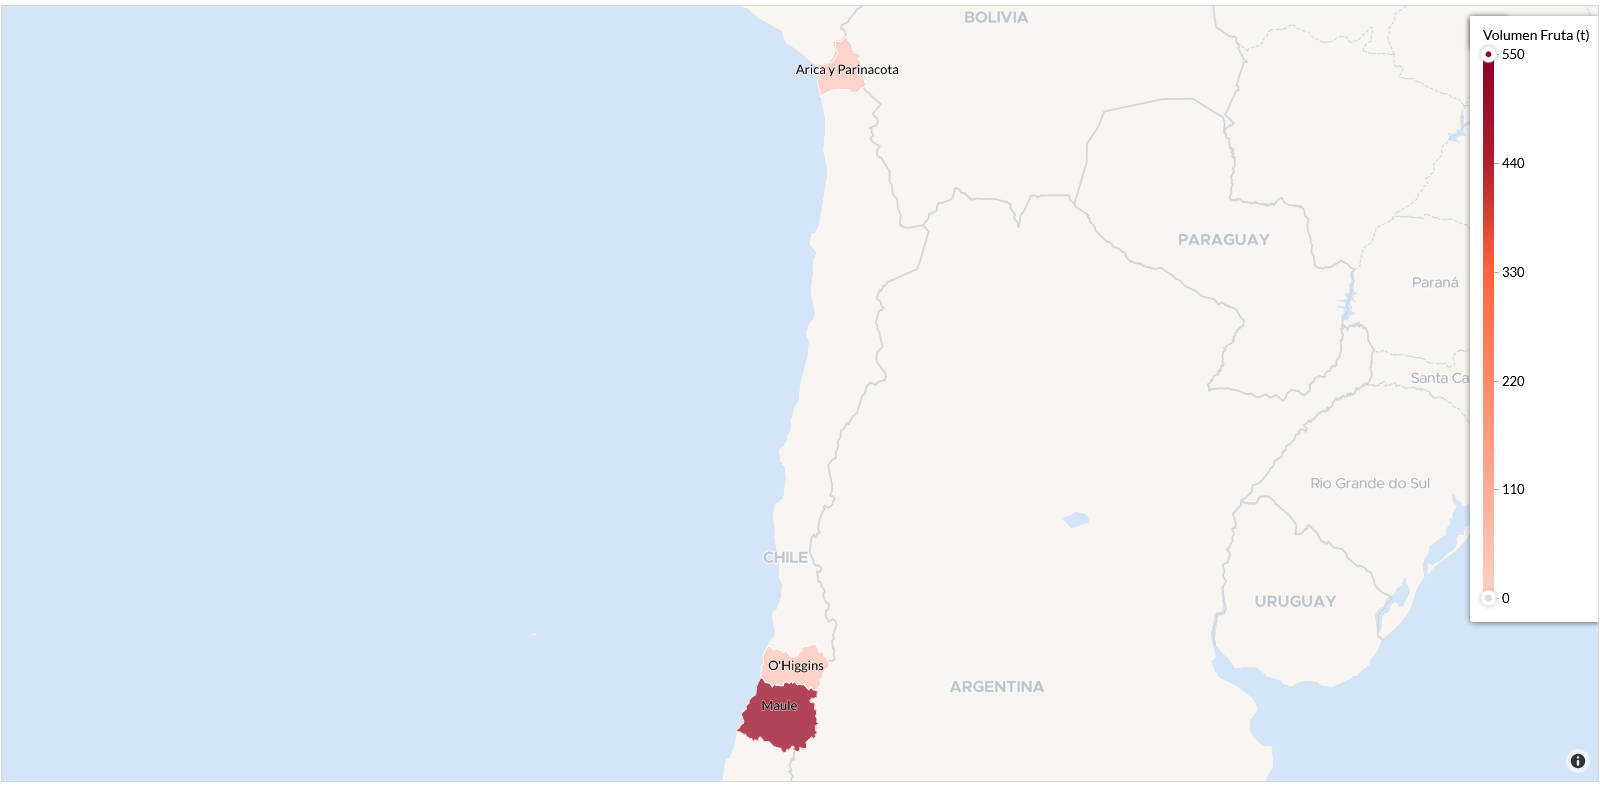 BOLIVIA
Arica y Parinacota
PARAGUAY
Paraná
Santa Ca
Rio Grande do Sul
CHILE
URUGUAY
O'Higgins
ARGENTINA
Maule
Volumen Fruta (t)
550
440
330
220
110
0